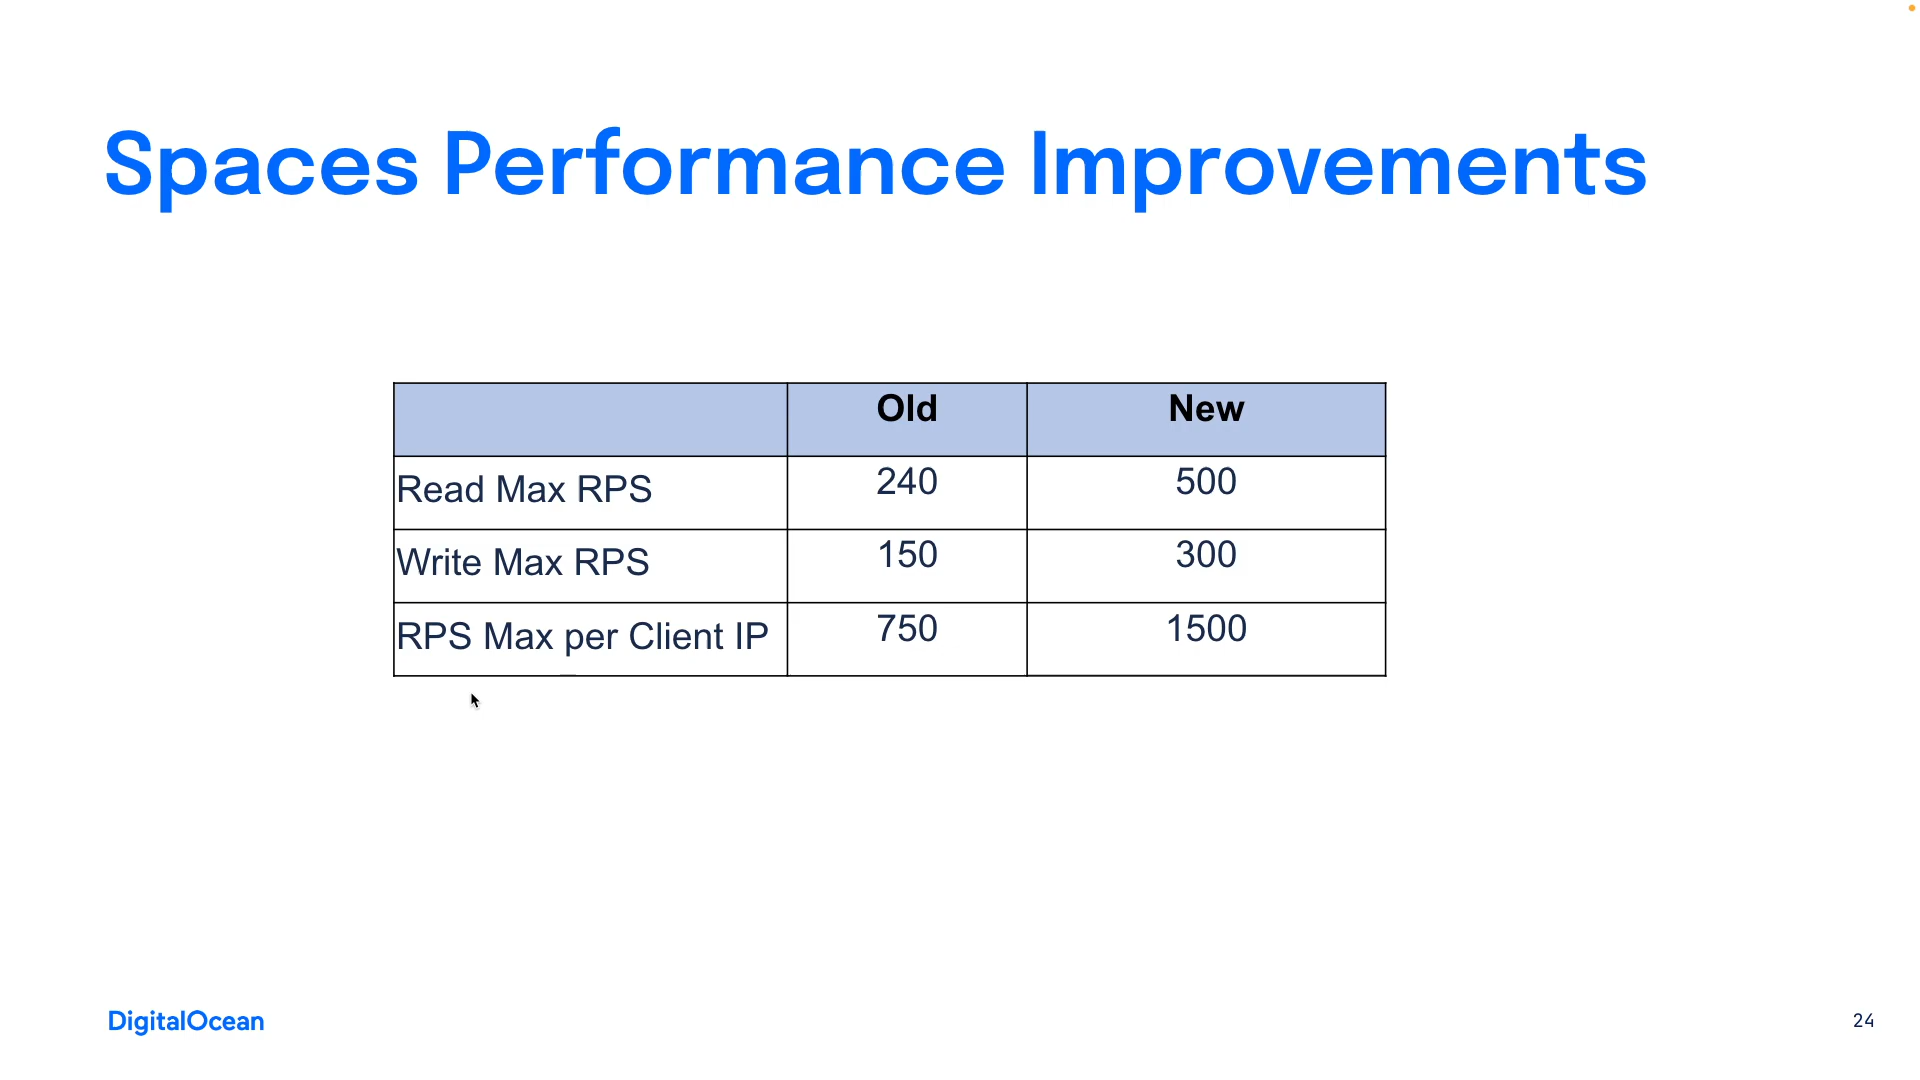 Spaces Performance Improvements
Old New
Read Max RPS 240 500
Write Max RPS 150 300
RPS Max per Client IP 750 1500
DigitalOcean
24